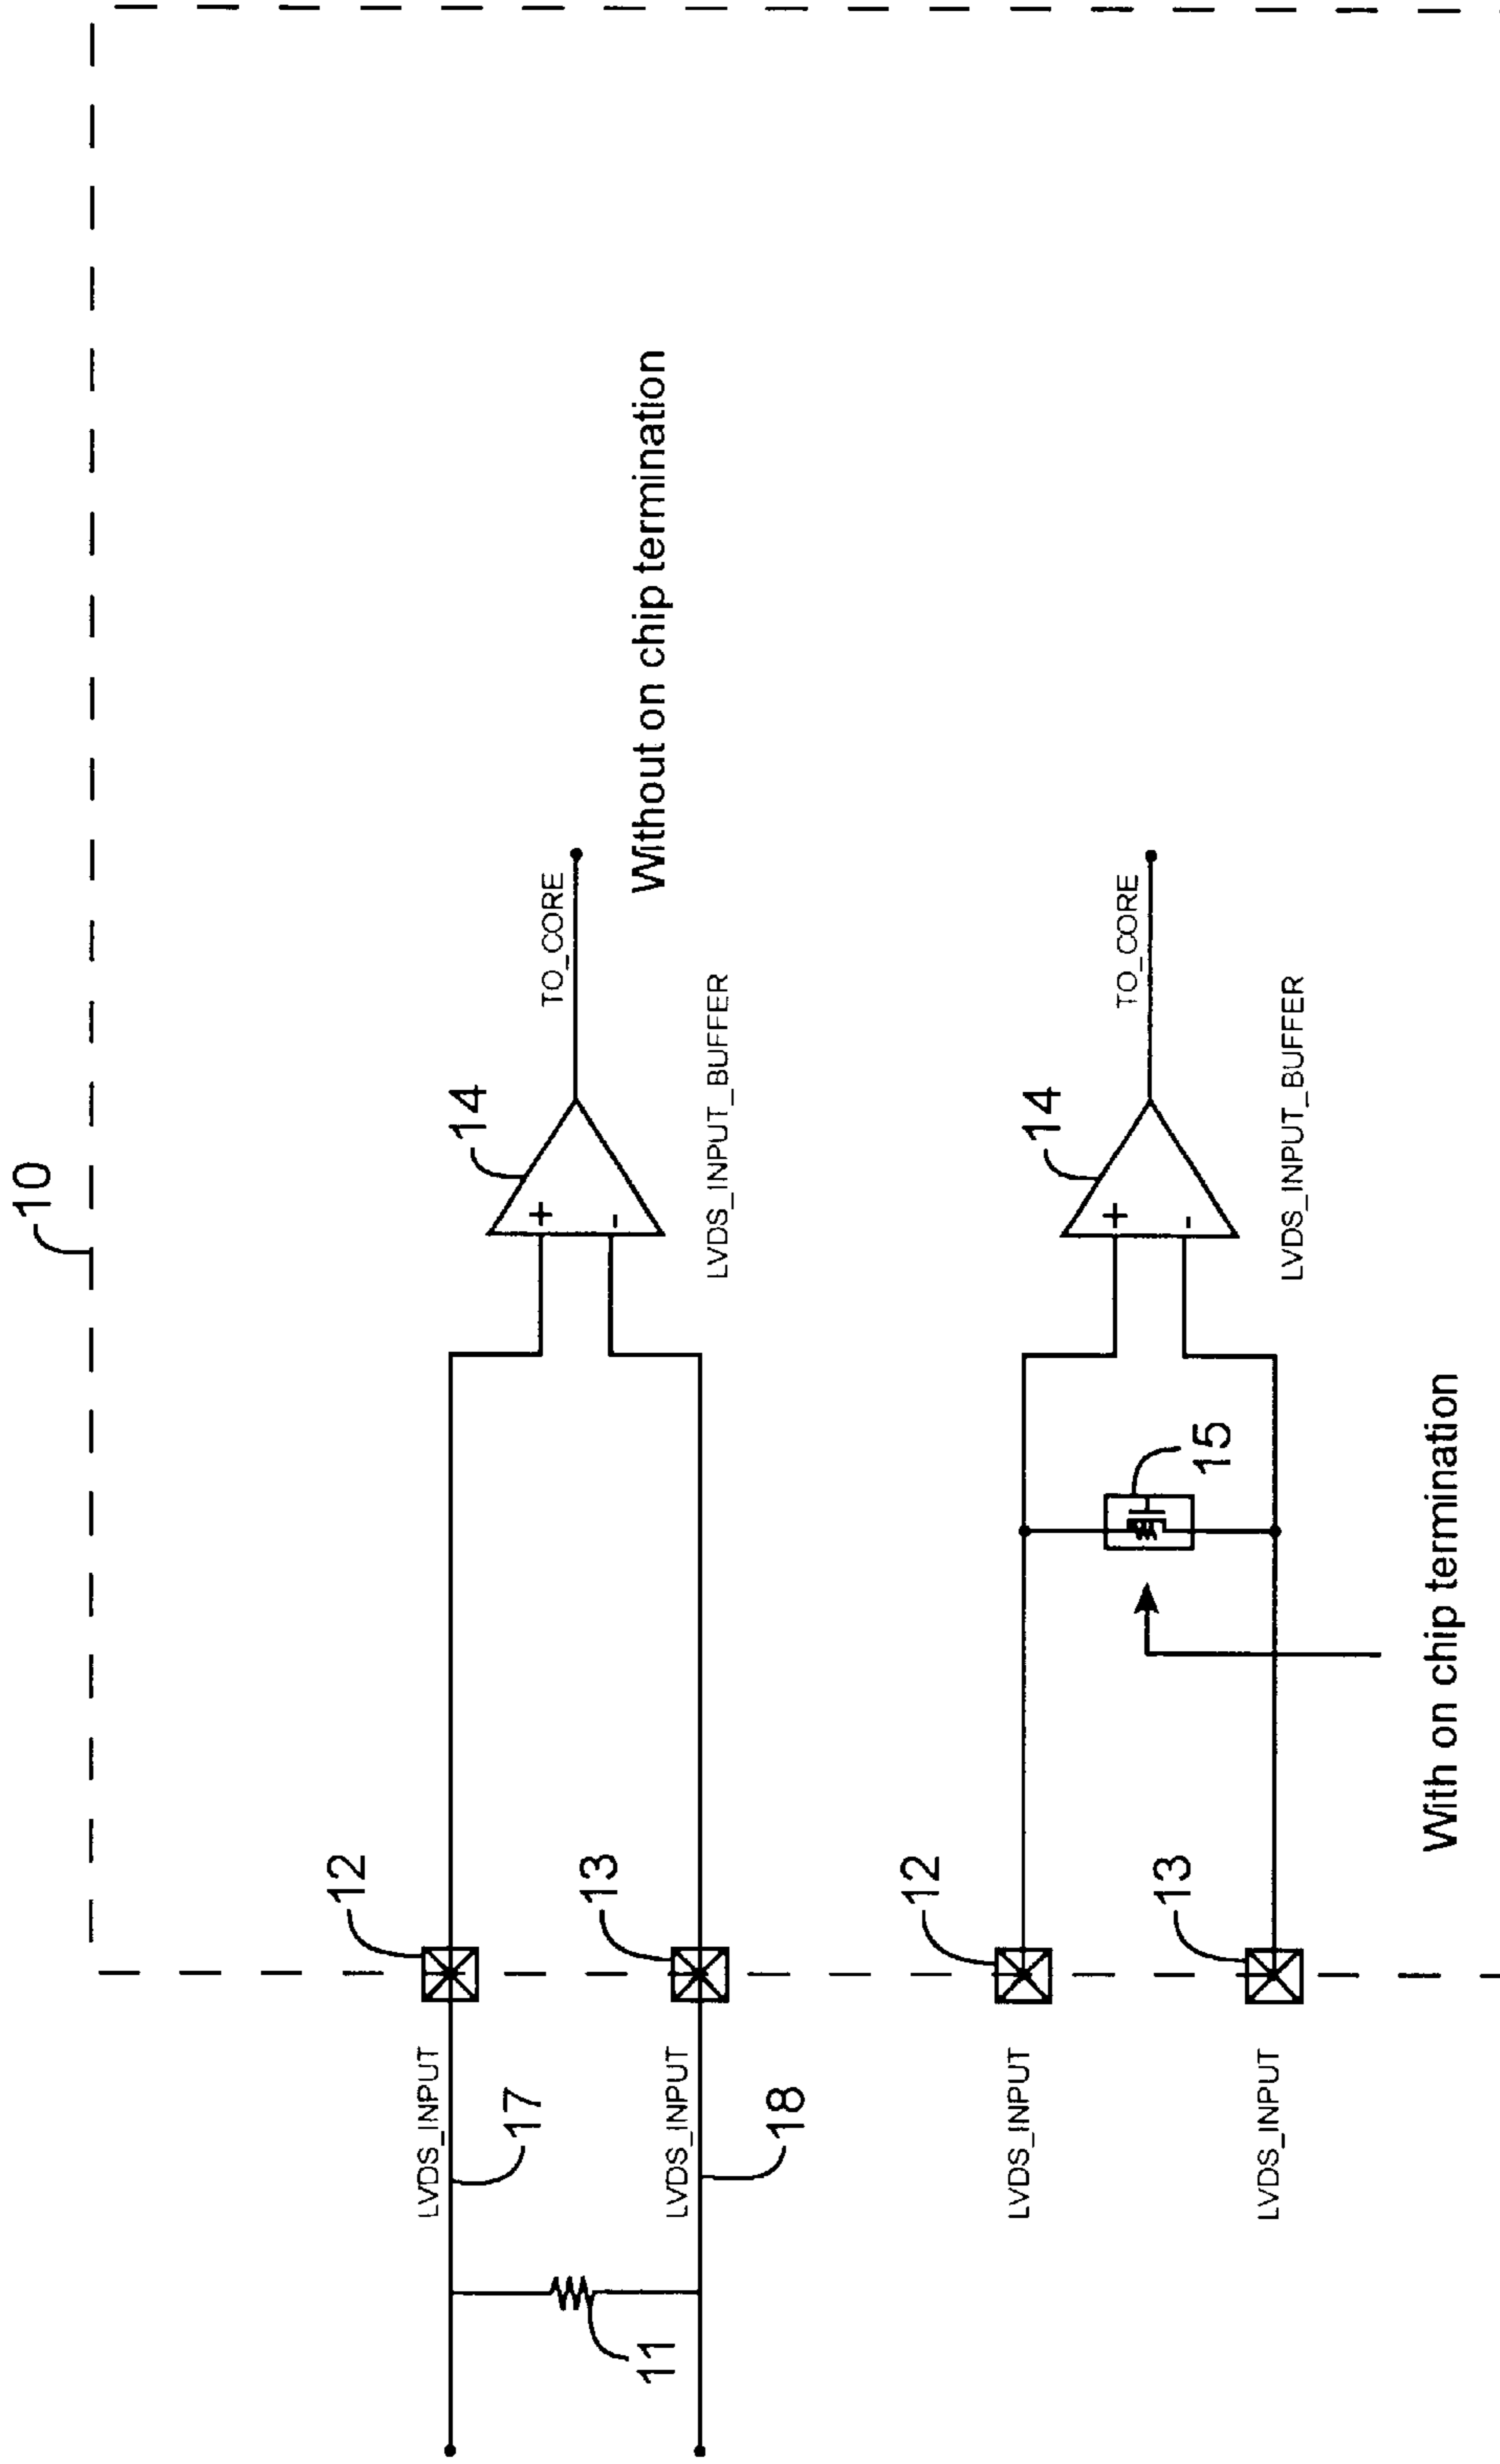 10
12
LVDS_INPUT
14
17
+
TO_CORE
13
-
11
Without on chip termination
LVDS_INPUT
LVDS_INPUT_BUFFER
18
12
LVDS_INPUT
14
+
TO_CORE
13
-
15
LVDS_INPUT
LVDS_INPUT_BUFFER
With on chip termination